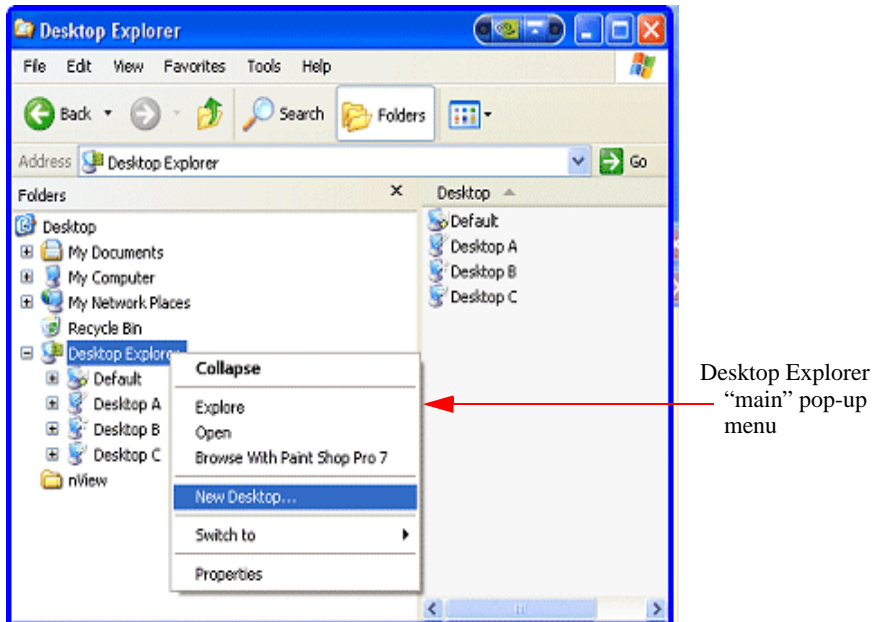 Desktop Explorer
File Edit View Favorites Tools Help
Back Search Folders
Address Desktop Explorer Go
Folders x Desktop
Desktop
My Documents
My Computer
My Network Places
Recycle Bin
Desktop Explorer
Default
Desktop A
Desktop B
Desktop C
nView
Default
Desktop A
Desktop B
Desktop C
Collapse
Explore
Open
Browse With Paint Shop Pro 7
New Desktop...
Switch to
Properties
Desktop Explorer
“main” pop-up
menu